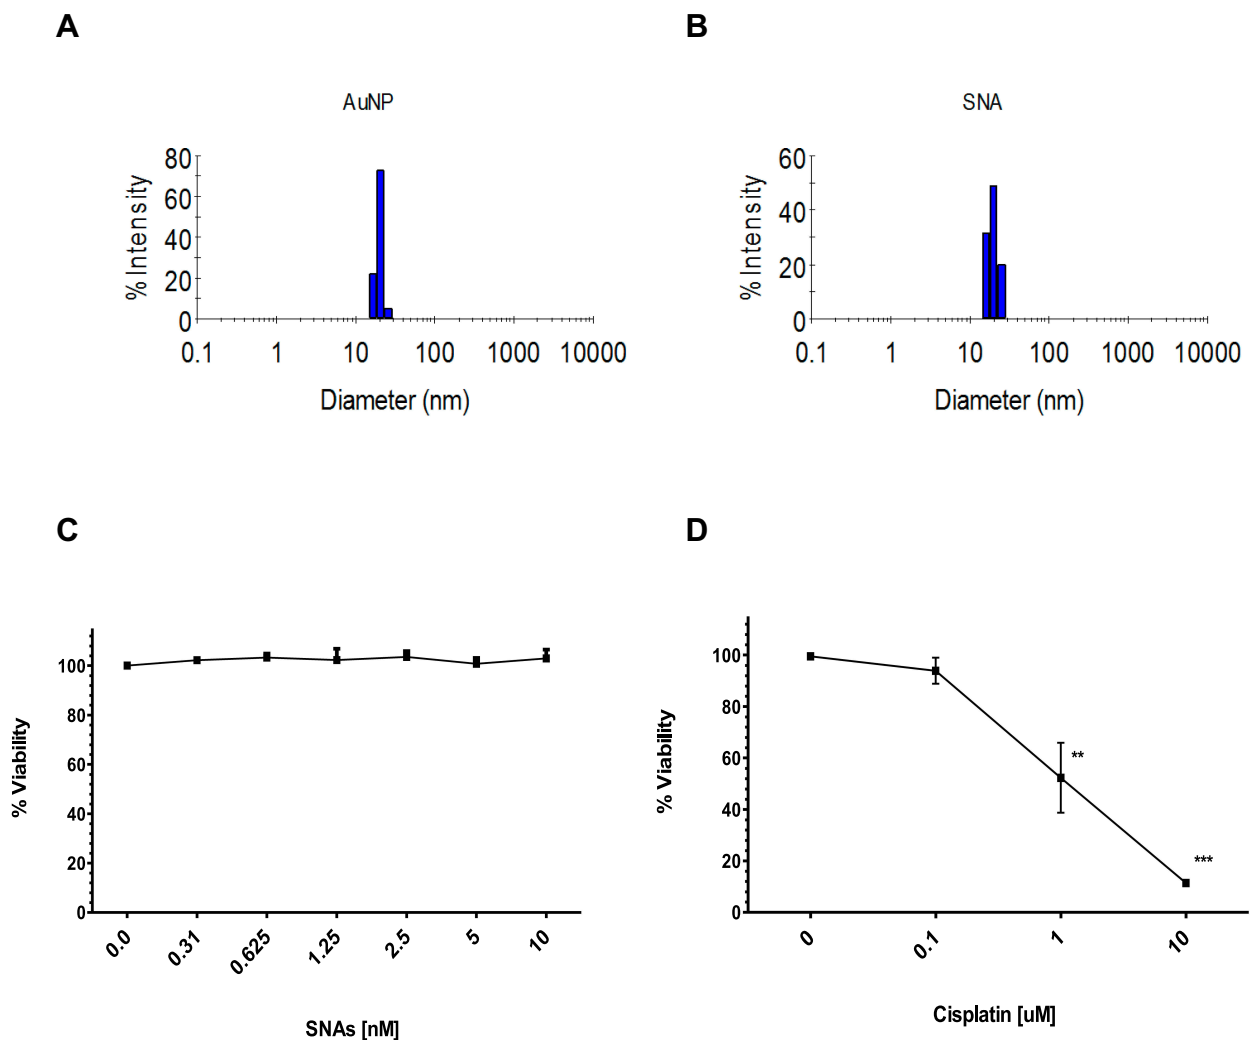 A
B
AuNP
SNA
% Intensity
80
60
40
20
0
0.1 1 10 100 1000 10000
Diameter (nm)
% Intensity
60
40
20
0
0.1 1 10 100 1000 10000
Diameter (nm)
C
D
% Viability
100
80
60
40
20
0
0.0 0.31 0.625 1.25 2.5 5 10
SNAs [nM]
% Viability
100
80
60
40
20
0
**
***
0 0.1 1 10
Cisplatin [uM]